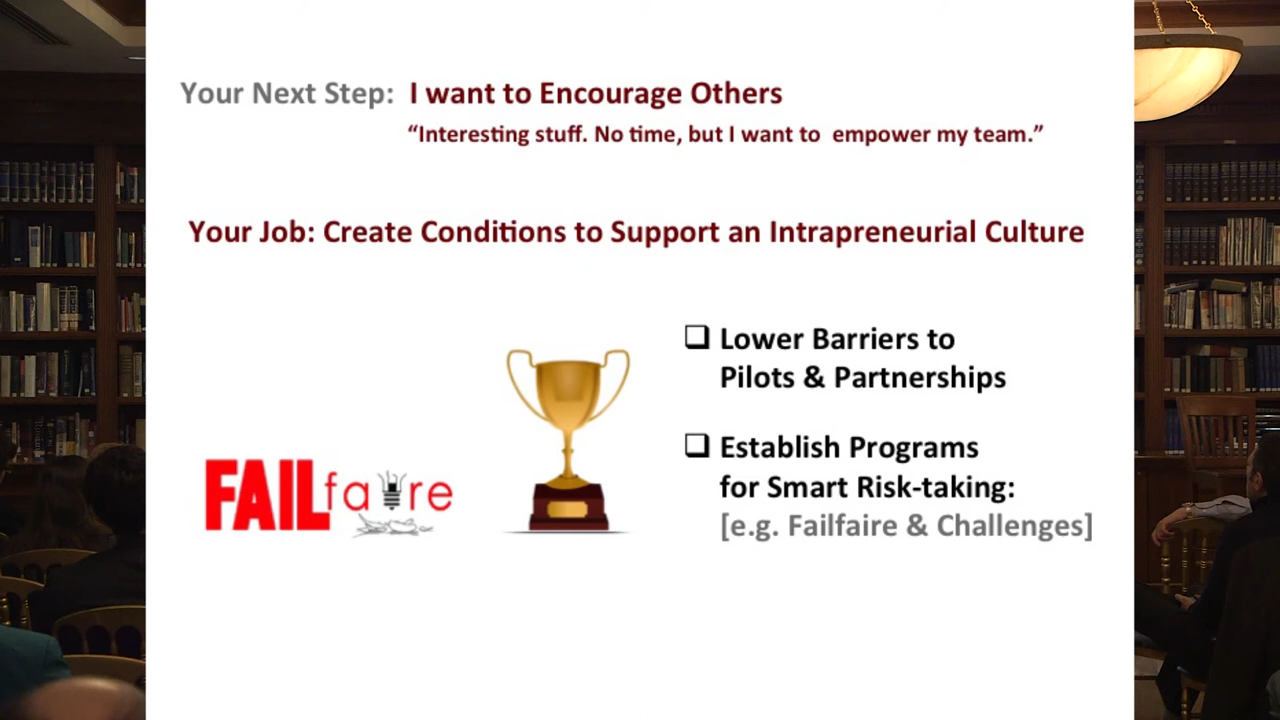 Your Next Step: I want to Encourage Others
“Interesting stuff. No time, but I want to empower my team.”
Your Job: Create Conditions to Support an Intrapreneurial Culture
❑ Lower Barriers to
Pilots & Partnerships
❑ Establish Programs
for Smart Risk-taking:
[e.g. Failfaire & Challenges]
FAILfaire